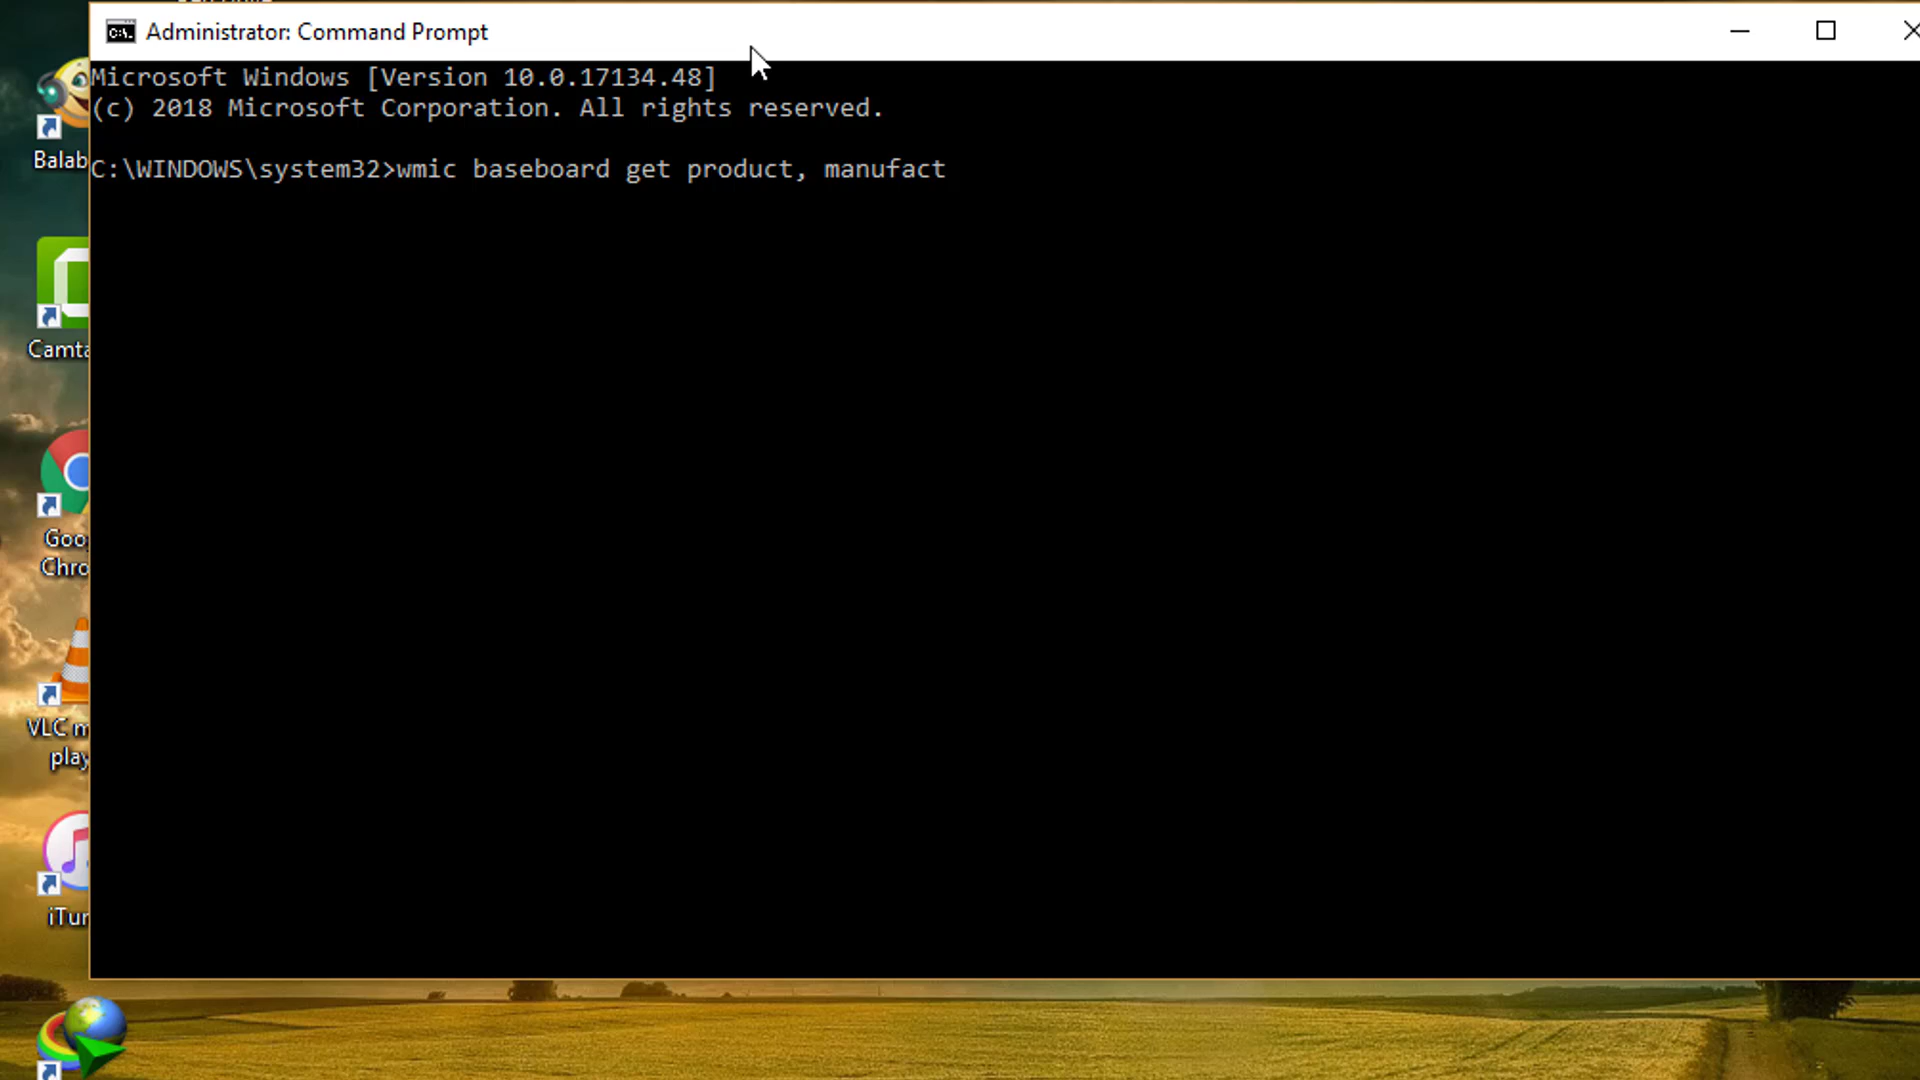 Administrator: Command Prompt
Microsoft Windows [Version 10.0.17134.48]
(c) 2018 Microsoft Corporation. All rights reserved.
C:\WINDOWS\system32>wmic baseboard get product, manufact
Balab
Camta
Goo
Chro
VLC m
play
iTun